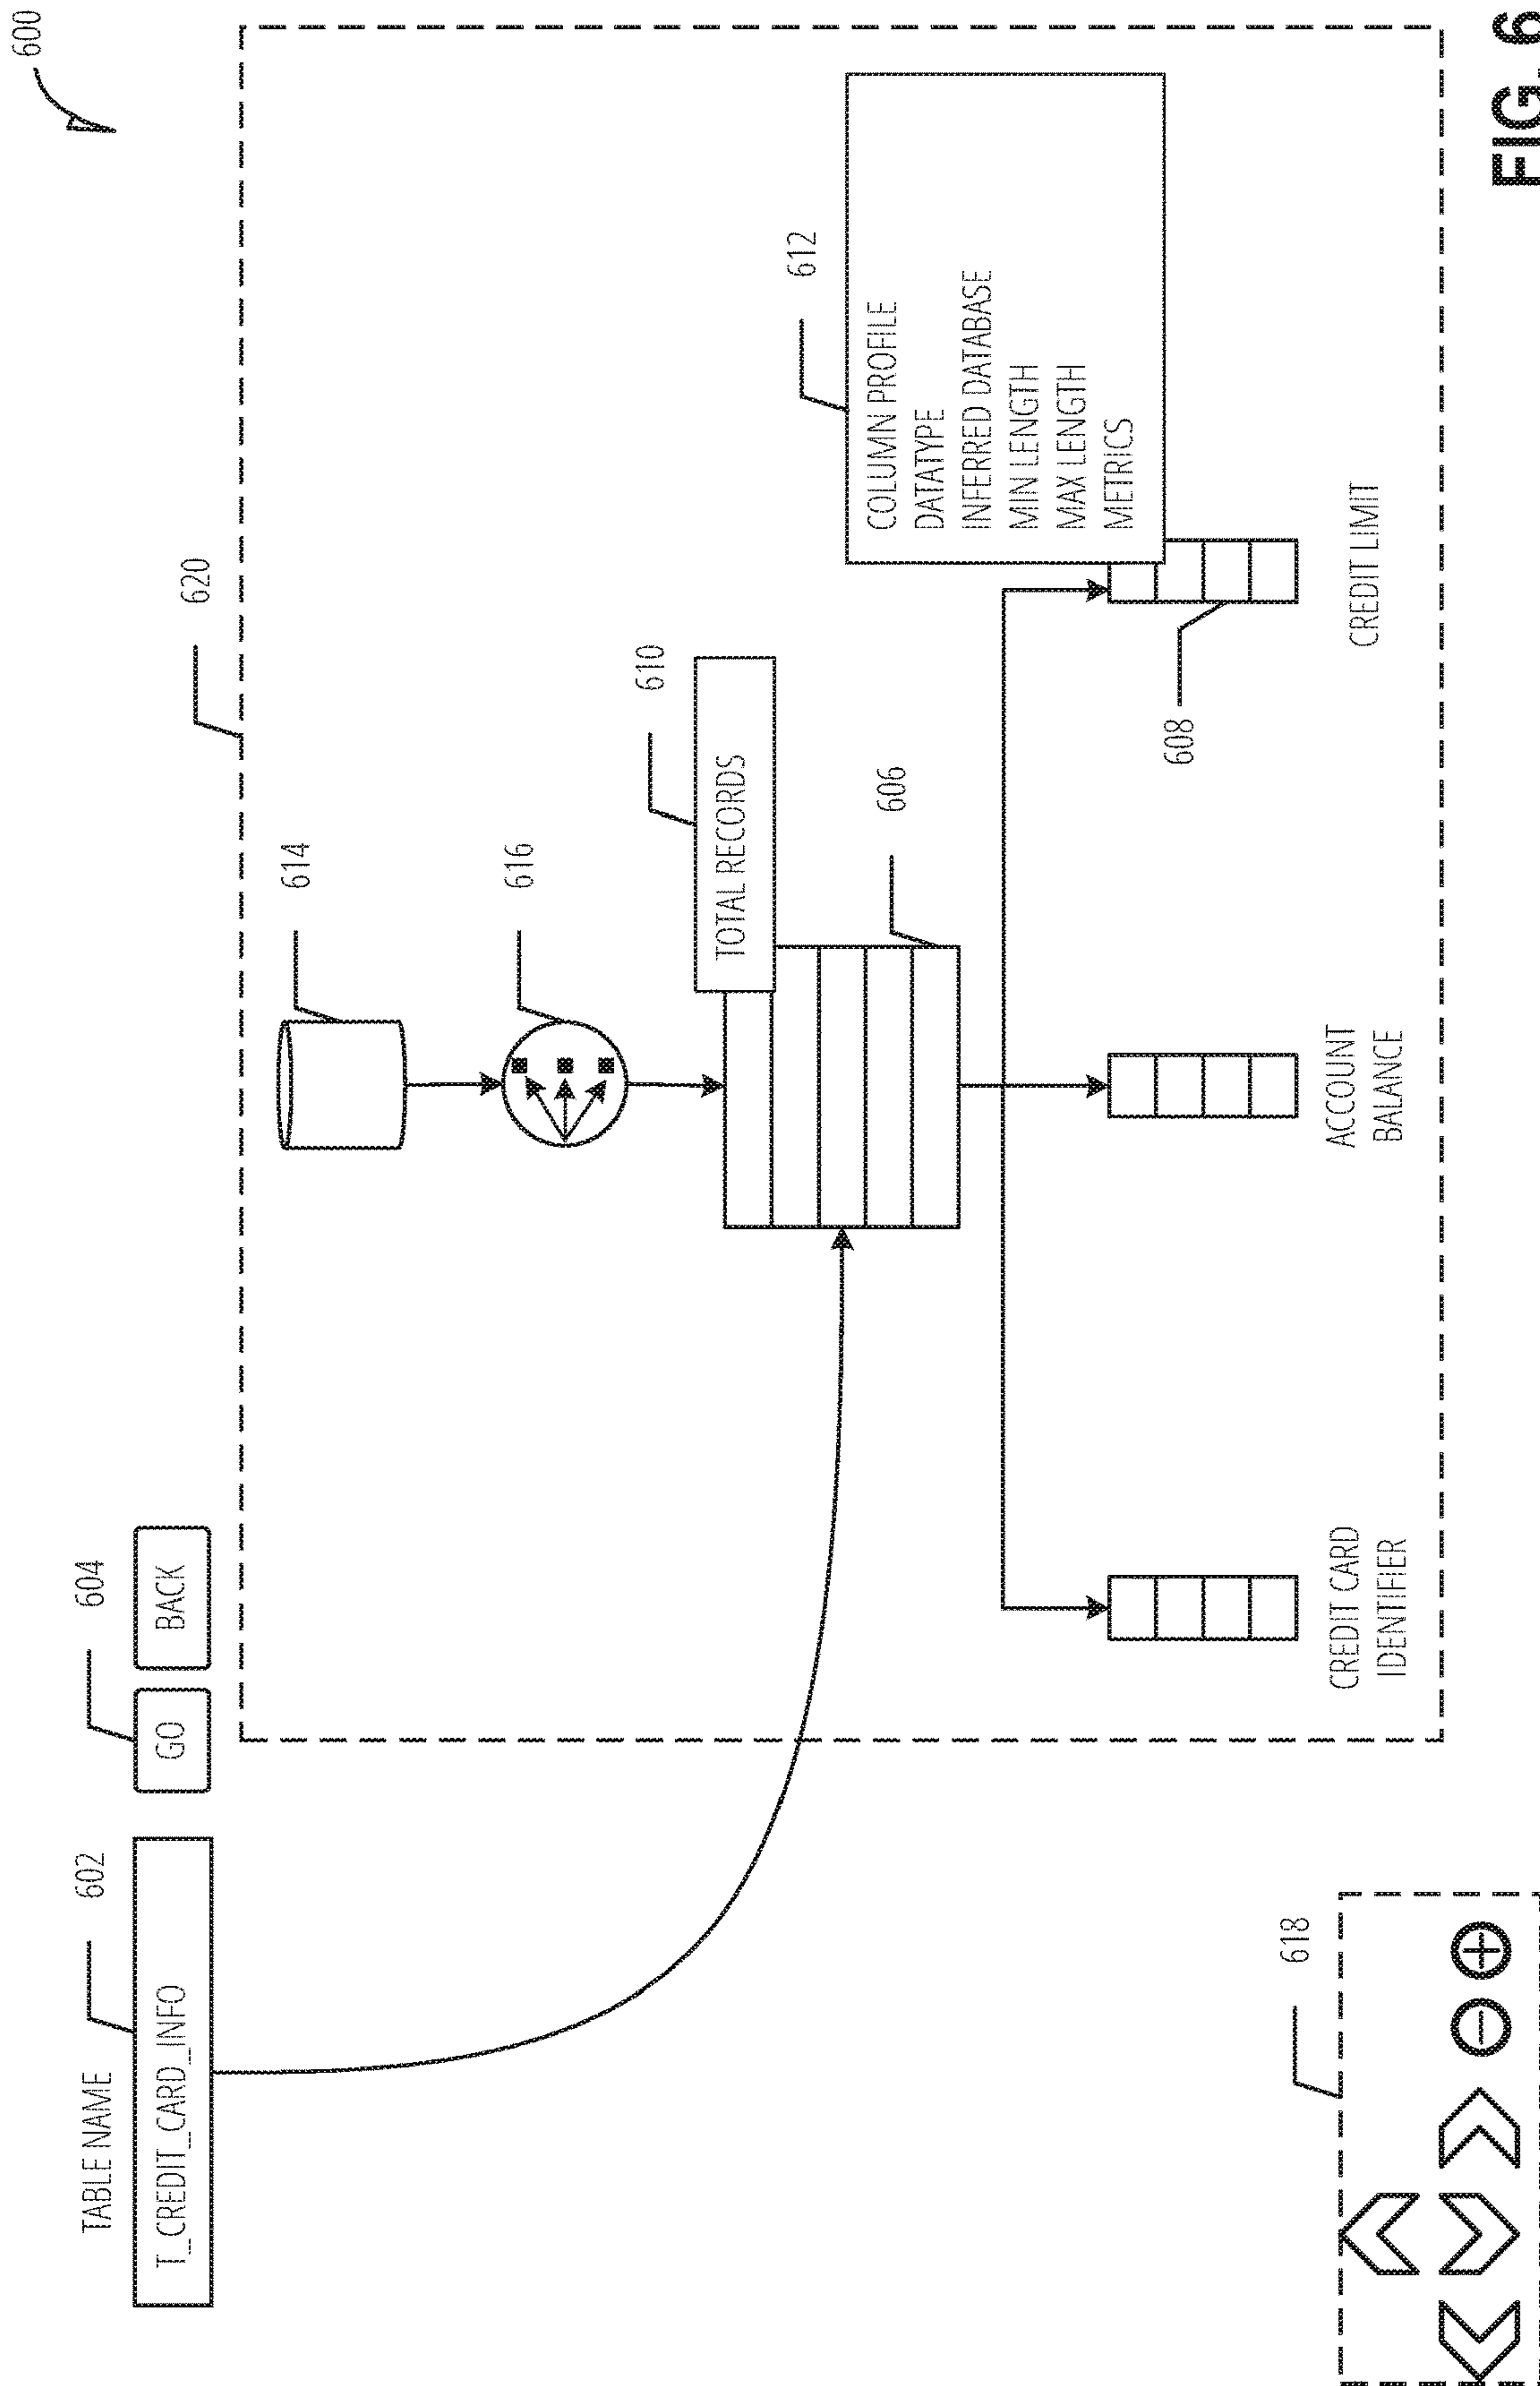 600
TABLE NAME
602
604
T_CREDIT_CARD_INFO
GO
BACK
620
614
616
610
TOTAL RECORDS
606
612
COLUMN PROFILE
DATATYPE
INFERRED DATABASE
MIN LENGTH
MAX LENGTH
METRICS
608
CREDIT CARD
IDENTIFIER
ACCOUNT
BALANCE
CREDIT LIMIT
618
FIG. 6